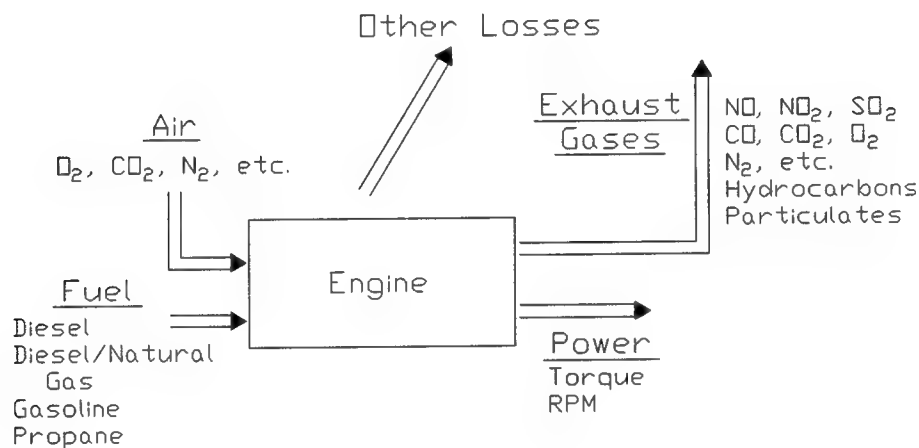 Other Losses
Air
O₂, CO₂, N₂, etc.
Exhaust
Gases
NO, NO₂, SO₂
CO, CO₂, O₂
N₂, etc.
Hydrocarbons
Particulates
Engine
Fuel
Diesel
Diesel/Natural
Gas
Gasoline
Propane
Power
Torque
RPM